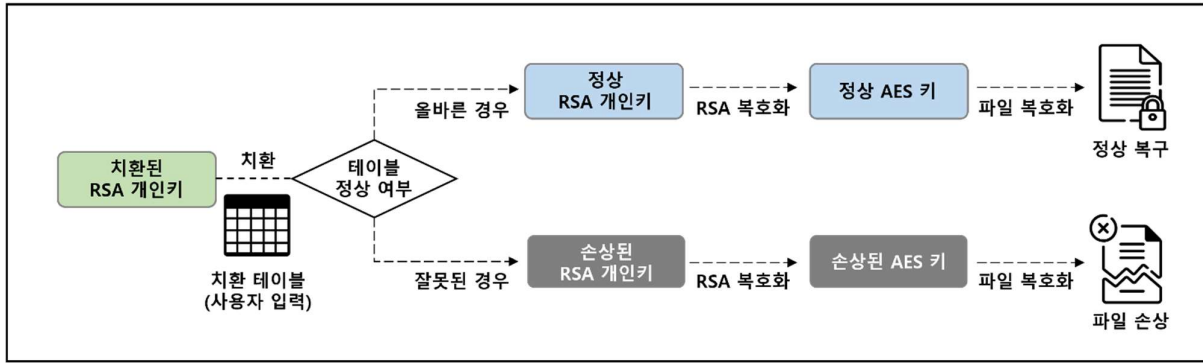 치환된
RSA 개인키
치환
치환 테이블
(사용자 입력)
테이블
정상 여부
올바른 경우
정상
RSA 개인키
RSA 복호화
정상 AES 키
파일 복호화
정상 복구
잘못된 경우
손상된
RSA 개인키
RSA 복호화
손상된 AES 키
파일 복호화
파일 손상